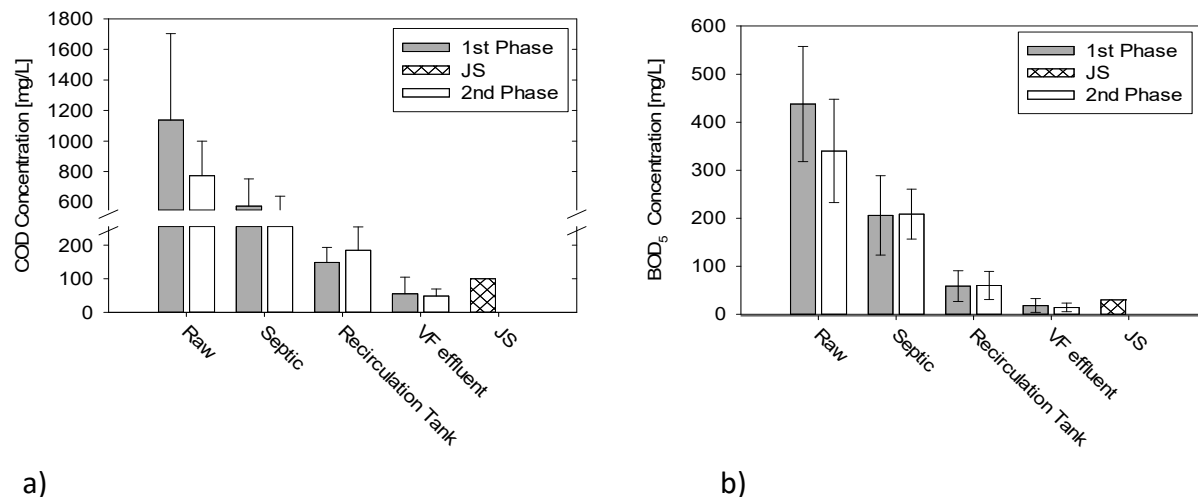 COD Concentration [mg/L]
1800
1600
1400
1200
1000
800
600
200
100
0
1st Phase
JS
2nd Phase
Raw
Septic
Recirculation Tank
VF effluent
JS
a)
BOD5 Concentration [mg/L]
600
500
400
300
200
100
0
1st Phase
JS
2nd Phase
Raw
Septic
Recirculation Tank
VF effluent
JS
b)